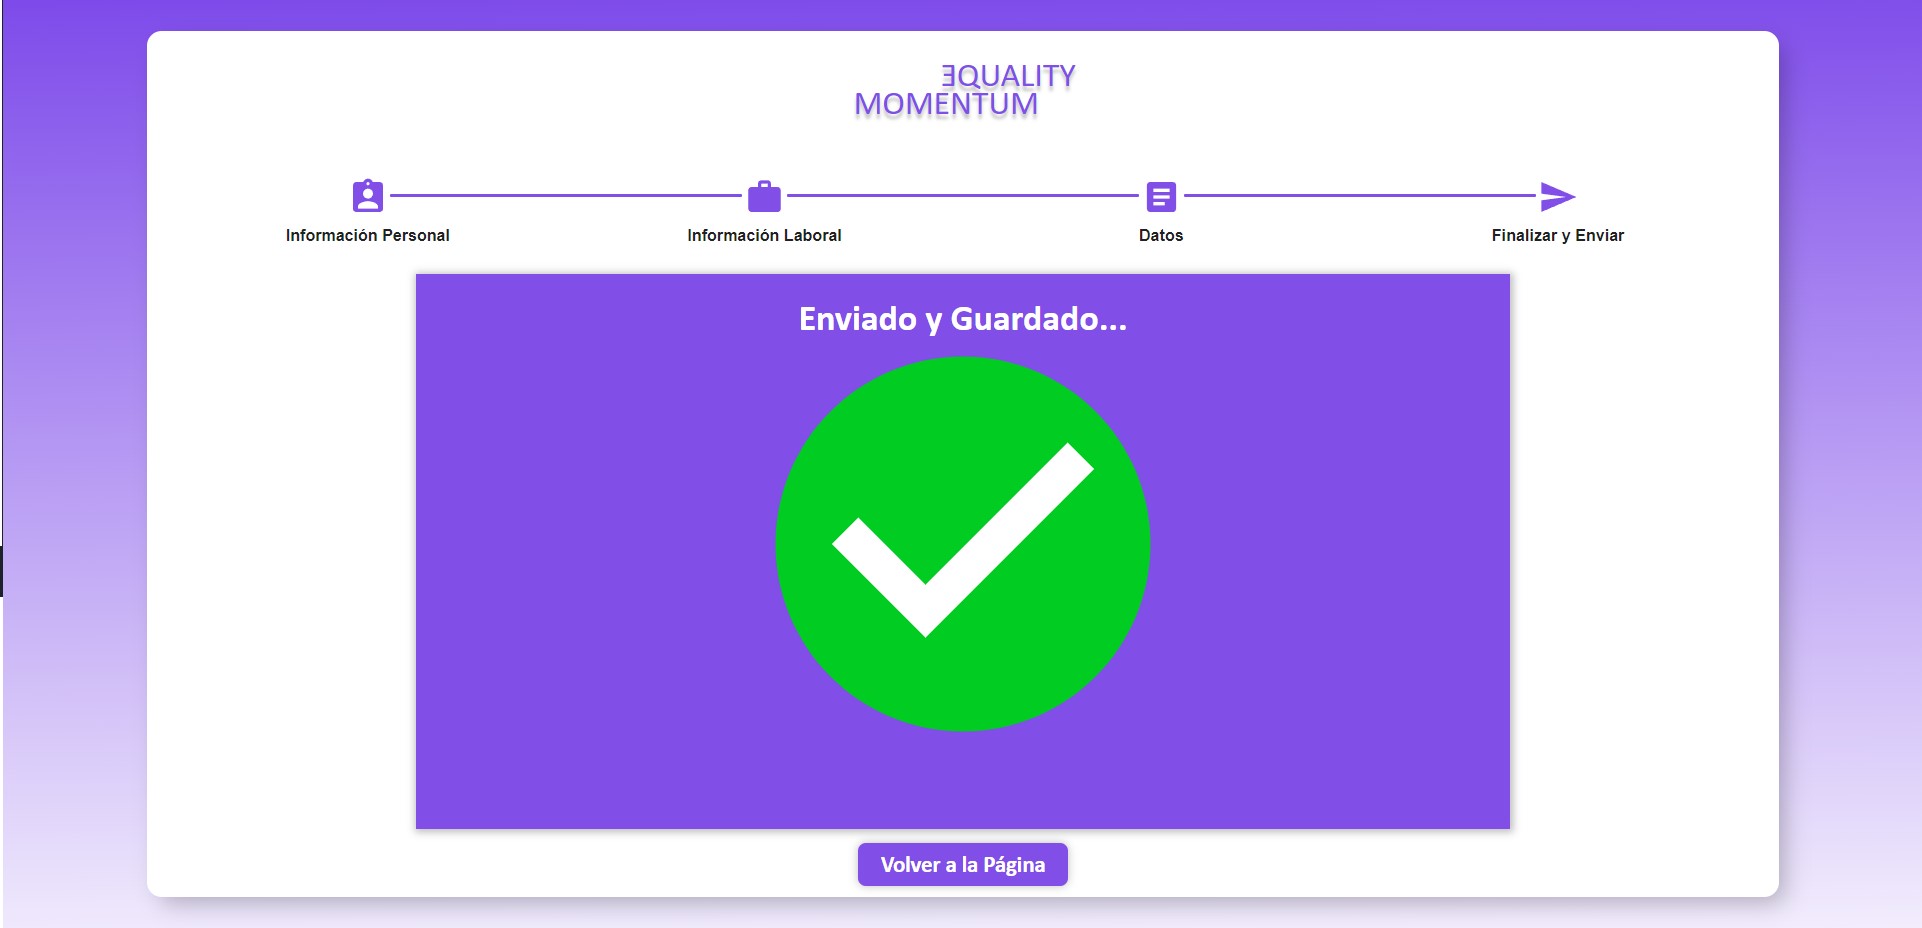 ƎQUALITY
MOMENTUM
Información Personal
Información Laboral
Datos
Finalizar y Enviar
Enviado y Guardado...
Volver a la Página